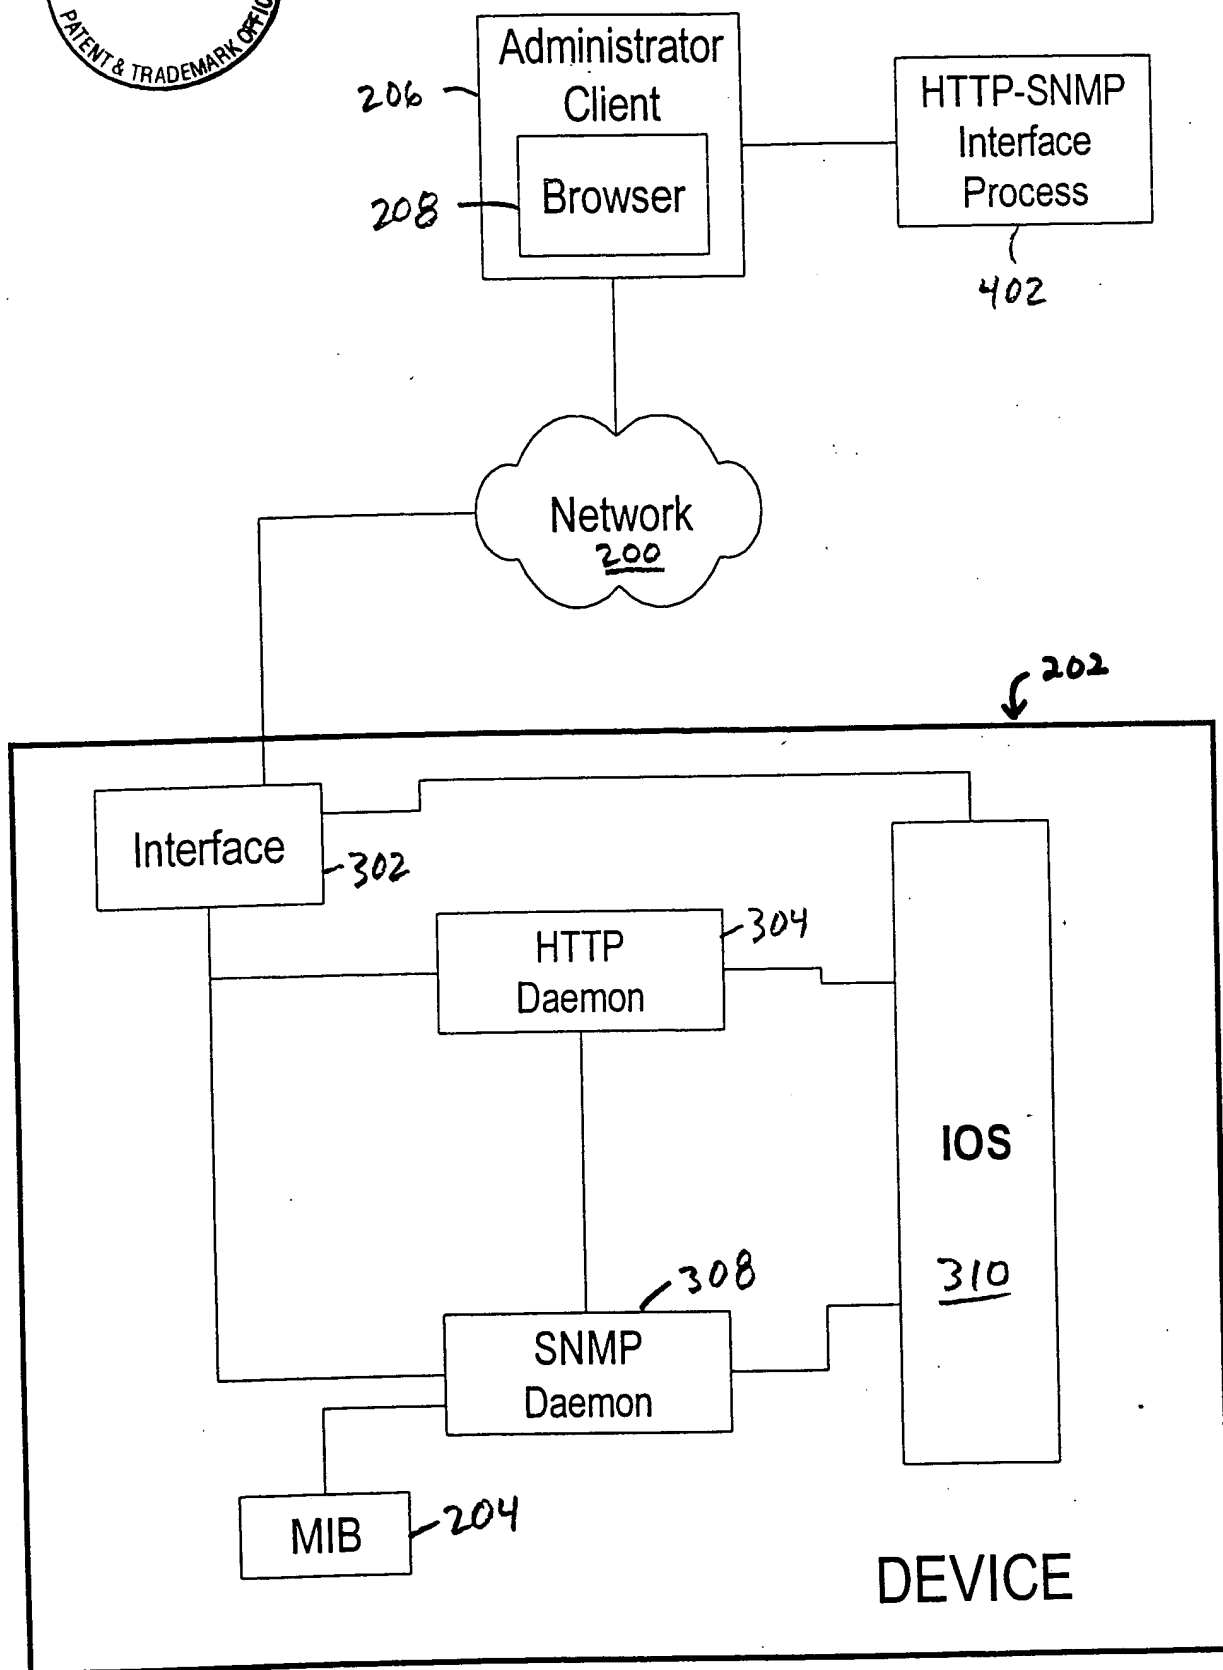 PATENT & TRADEMARK OFFIC
Administrator
Client
206
Browser
208
HTTP-SNMP
Interface
Process
402
Network
200
202
Interface
302
HTTP
Daemon
304
IOS
310
308
SNMP
Daemon
MIB
204
DEVICE